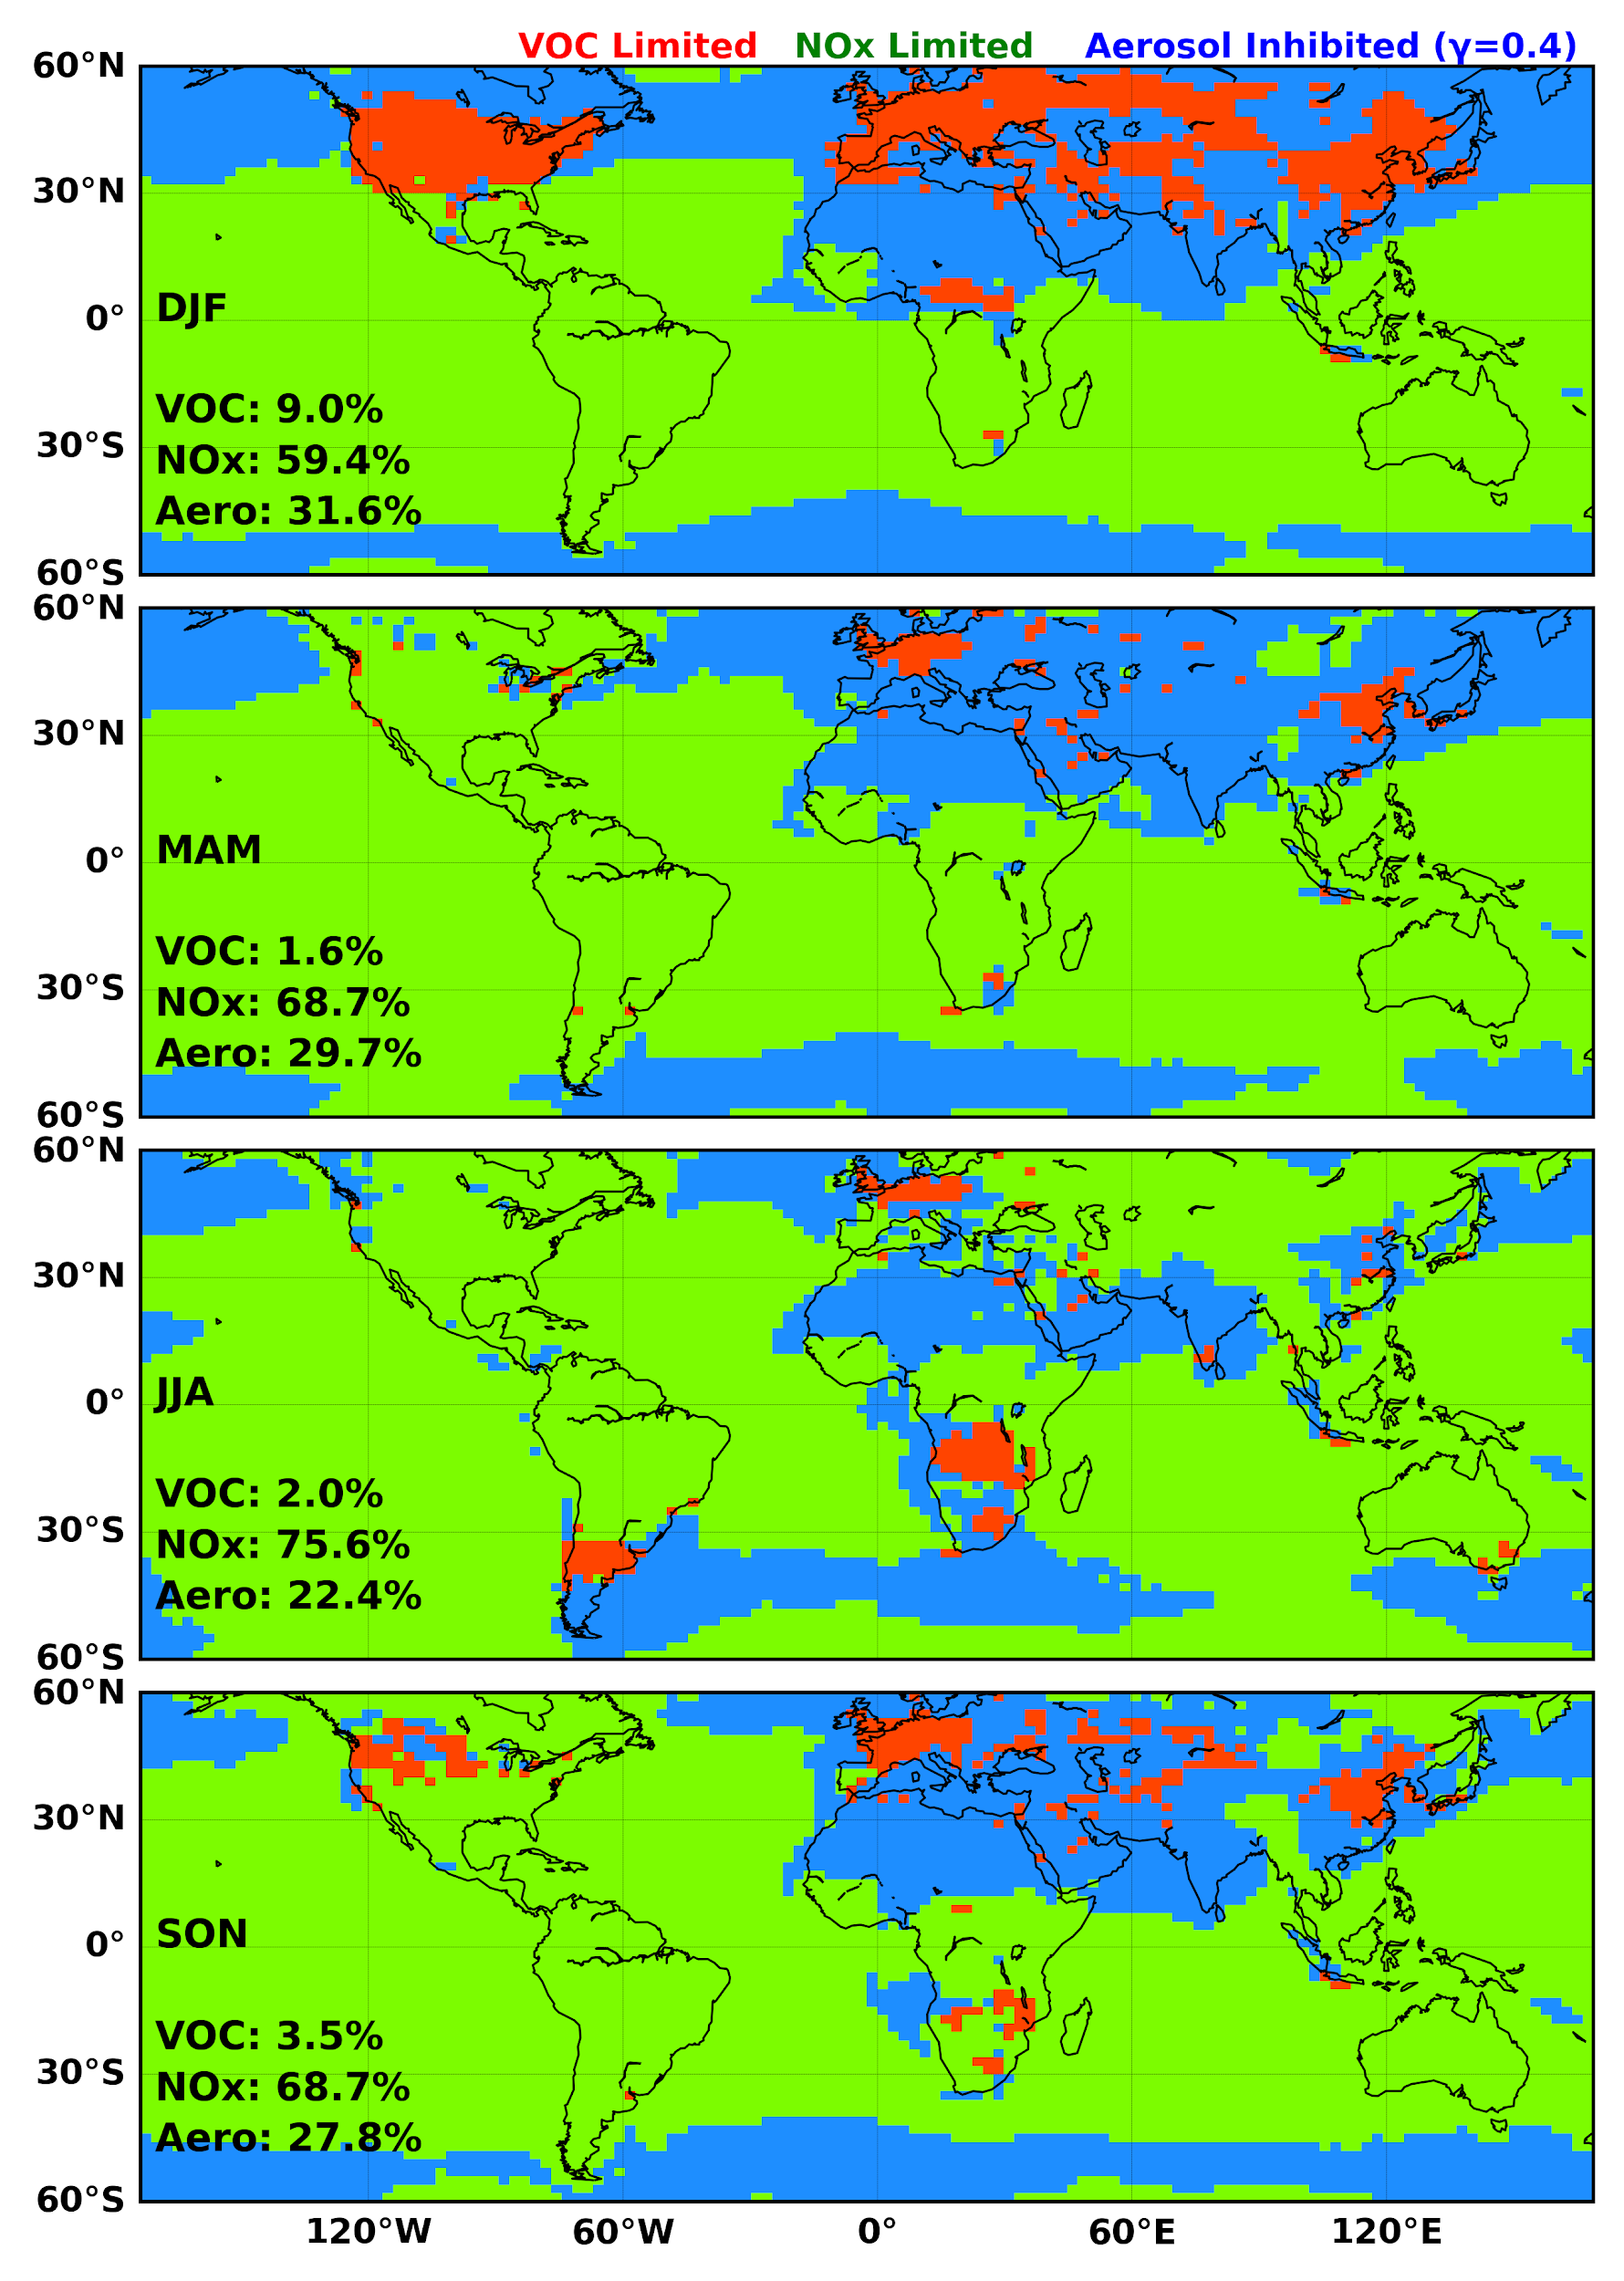 VOC Limited NOx Limited Aerosol Inhibited (γ=0.4)
60°N
30°N
0°
30°S
60°S
DJF
VOC: 9.0%
NOx: 59.4%
Aero: 31.6%
60°N
30°N
0°
30°S
60°S
MAM
VOC: 1.6%
NOx: 68.7%
Aero: 29.7%
60°N
30°N
0°
30°S
60°S
JJA
VOC: 2.0%
NOx: 75.6%
Aero: 22.4%
60°N
30°N
0°
30°S
60°S
SON
VOC: 3.5%
NOx: 68.7%
Aero: 27.8%
120°W 60°W 0° 60°E 120°E